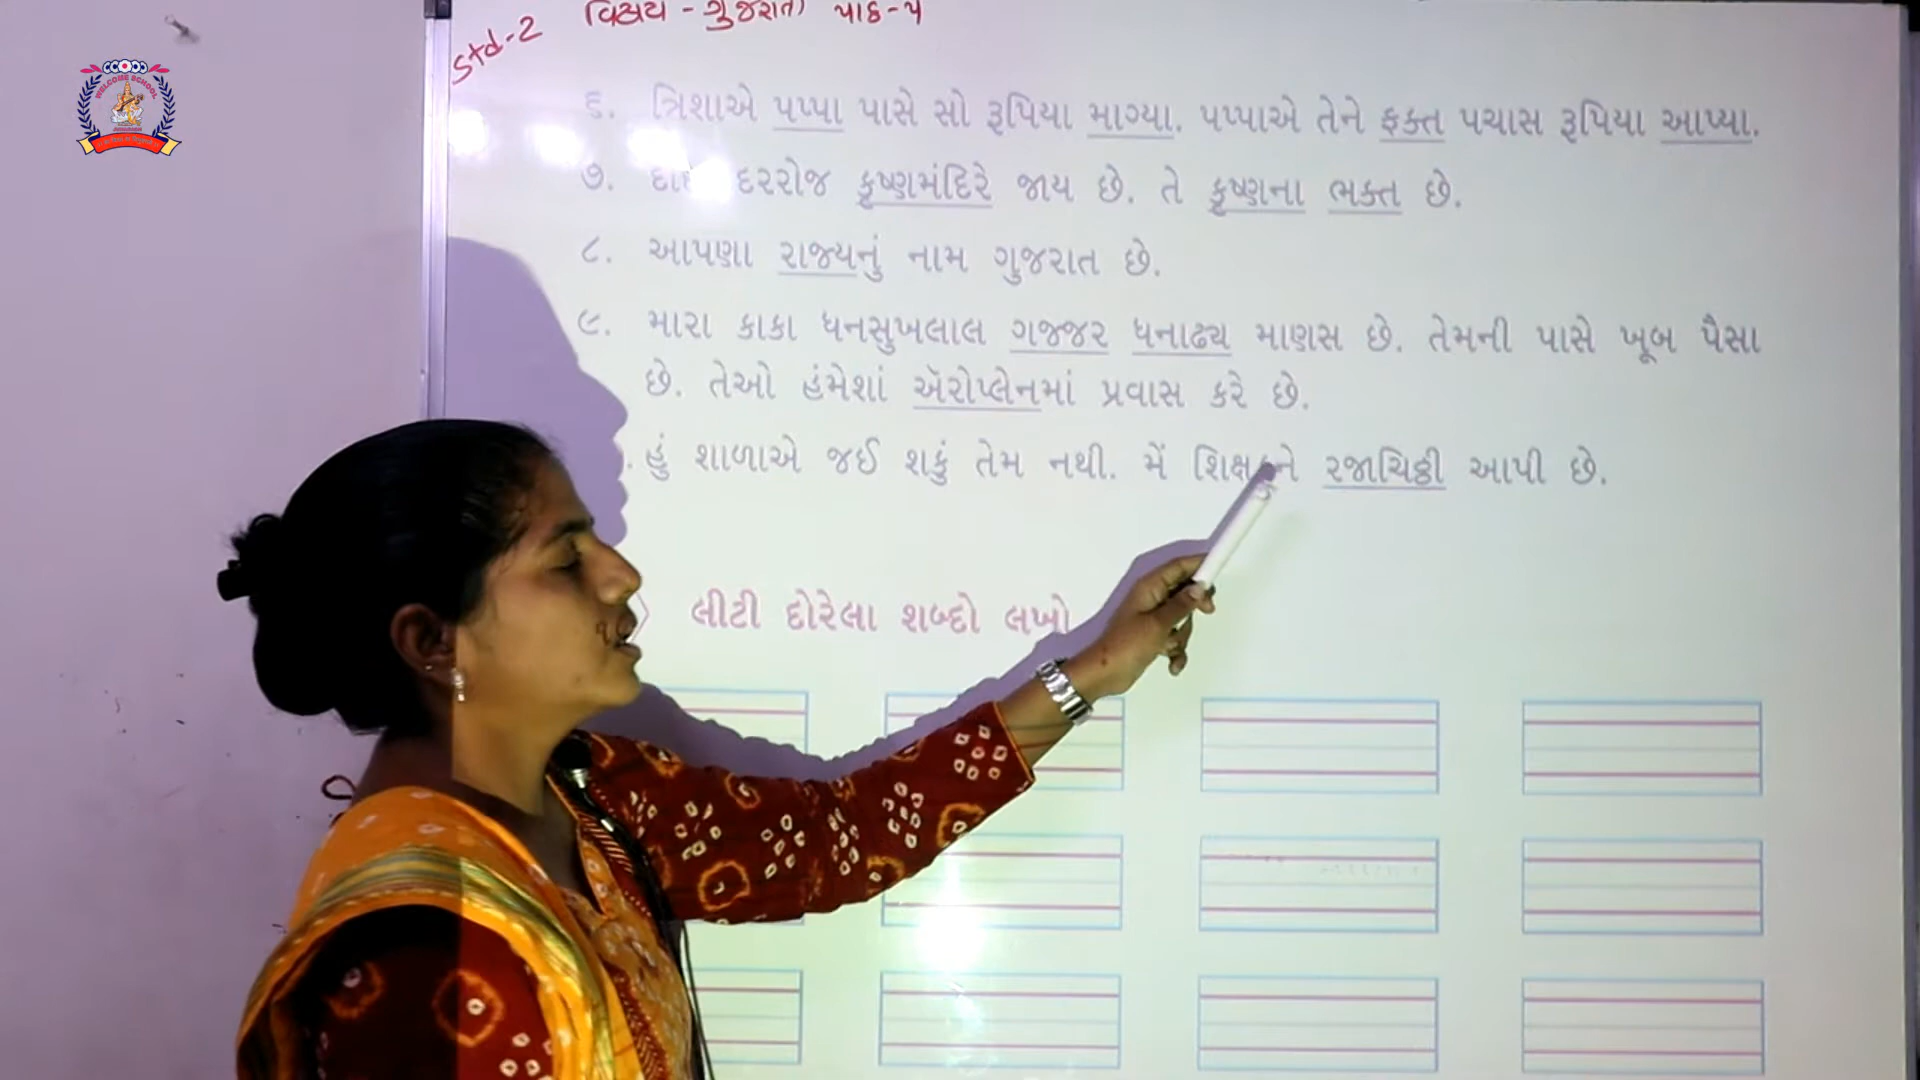 WELCOME SCHOOL
Std-2
વિષય - ગુજરાતી પાઠ-૫
૬. ત્રિશાએ પપ્પા પાસે સો રૂપિયા માગ્યા. પપ્પાએ તેને ફક્ત પચાસ રૂપિયા આપ્યા.
૭. દરરોજ કૃષ્ણમંદિરે જાય છે. તે કૃષ્ણના ભક્ત છે.
૮. આપણા રાજ્યનું નામ ગુજરાત છે.
૯. મારા કાકા ધનસુખલાલ ગજ્જર ધનાઢ્ય માણસ છે. તેમની પાસે ખૂબ પૈસા
છે. તેઓ હંમેશાં ઍરોપ્લેનમાં પ્રવાસ કરે છે.
. હું શાળાએ જઈ શકું તેમ નથી. મેં શિક્ષકને રજાચિઠ્ઠી આપી છે.
લીટી દોરેલા શબ્દો લખો